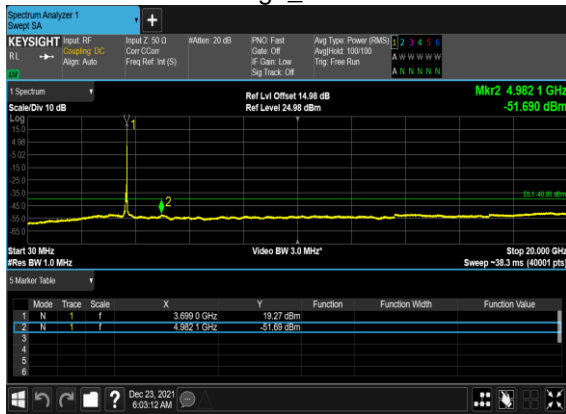 Spectrum Analyzer 1
Swept SA
KEYSIGHT Input: RF Input Z: 50 Ω #Atten: 20 dB PNO: Fast Avg Type: Power (RMS) 1 2 3 4 5 6
RL Coupling: DC Corr CCorr Gate: Off Avg|Hold: 100/100 A W W W W W
Align: Auto Freq Ref: Int (S) IF Gain: Low Trig: Free Run
Sig Track: Off A N N N N N
1 Spectrum Ref Lvl Offset 14.98 dB Mkr2 4.982 1 GHz
Scale/Div 10 dB Ref Level 24.98 dBm -51.690 dBm
Log
15.0
4.98
-5.02
-15.0
-25.0
-35.0
-45.0
-55.0
-65.0
1
2
DL1 -40.00 dBm
Start 30 MHz Video BW 3.0 MHz* Stop 20.000 GHz
#Res BW 1.0 MHz Sweep ~38.3 ms (40001 pts)
5 Marker Table
Mode Trace Scale X Y Function Function Width Function Value
1 N 1 f 3.699 0 GHz 19.27 dBm
2 N 1 f 4.982 1 GHz -51.69 dBm
3
4
5
6
? Dec 23, 2021
6:03:12 AM